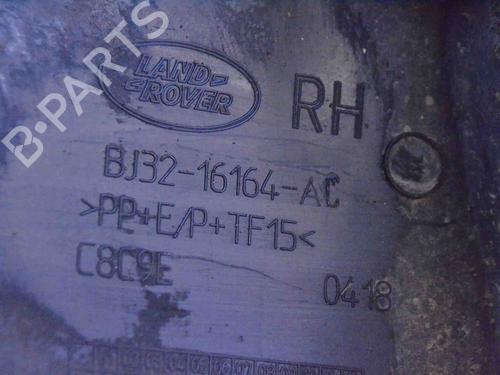 LAND
ROVER
RH
BJ32-16164-AC
>PP+E/P+TF15<
C8C9E
0418
B-PARTS